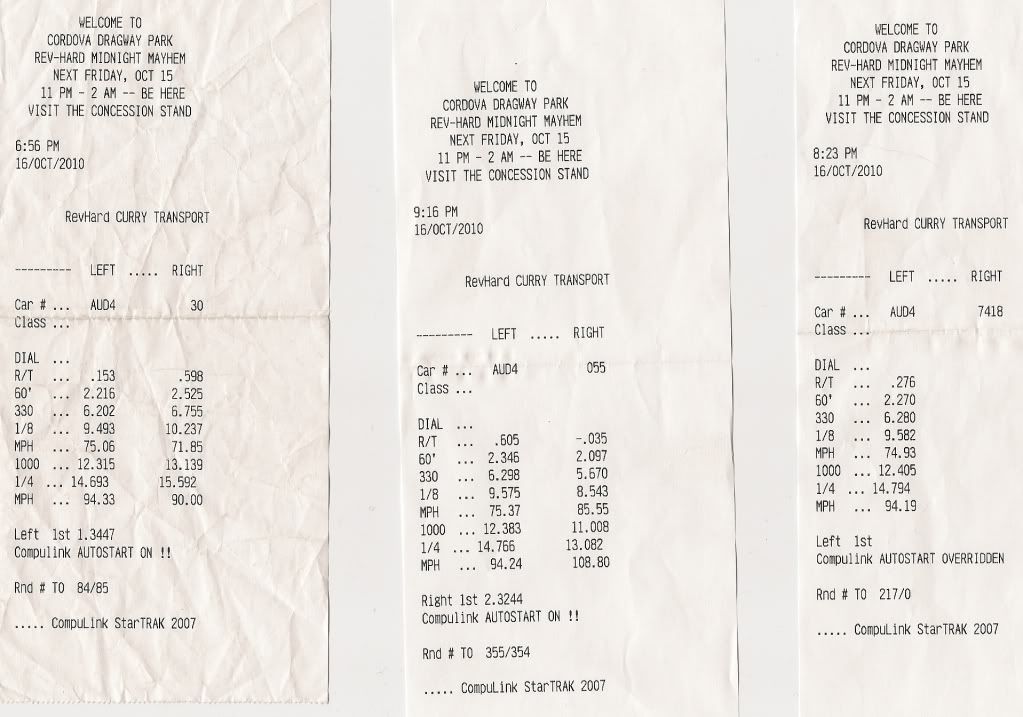 WELCOME TO
CORDOVA DRAGWAY PARK
REV-HARD MIDNIGHT MAYHEM
NEXT FRIDAY, OCT 15
11 PM - 2 AM -- BE HERE
VISIT THE CONCESSION STAND
6:56 PM
16/OCT/2010
RevHard CURRY TRANSPORT
--------- LEFT ..... RIGHT
Car # ... AUD4 30
Class ...
DIAL ...
R/T ... .153 .598
60' ... 2.216 2.525
330 ... 6.202 6.755
1/8 ... 9.493 10.237
MPH ... 75.06 71.85
1000 ... 12.315 13.139
1/4 ... 14.693 15.592
MPH ... 94.33 90.00
Left 1st 1.3447
Compulink AUTOSTART ON !!
Rnd # TO 84/85
..... CompuLink StarTRAK 2007
WELCOME TO
CORDOVA DRAGWAY PARK
REV-HARD MIDNIGHT MAYHEM
NEXT FRIDAY, OCT 15
11 PM - 2 AM -- BE HERE
VISIT THE CONCESSION STAND
9:16 PM
16/OCT/2010
RevHard CURRY TRANSPORT
--------- LEFT ..... RIGHT
Car # ... AUD4 055
Class ...
DIAL ...
R/T ... .605 -.035
60' ... 2.346 2.097
330 ... 6.298 5.670
1/8 ... 9.575 8.543
MPH ... 75.37 85.55
1000 ... 12.383 11.008
1/4 ... 14.766 13.082
MPH ... 94.24 108.80
Right 1st 2.3244
Compulink AUTOSTART ON !!
Rnd # TO 355/354
..... CompuLink StarTRAK 2007
WELCOME TO
CORDOVA DRAGWAY PARK
REV-HARD MIDNIGHT MAYHEM
NEXT FRIDAY, OCT 15
11 PM - 2 AM -- BE HERE
VISIT THE CONCESSION STAND
8:23 PM
16/OCT/2010
RevHard CURRY TRANSPORT
--------- LEFT ..... RIGHT
Car # ... AUD4 7418
Class ...
DIAL ...
R/T ... .276
60' ... 2.270
330 ... 6.280
1/8 ... 9.582
MPH ... 74.93
1000 ... 12.405
1/4 ... 14.794
MPH ... 94.19
Left 1st
Compulink AUTOSTART OVERRIDDEN
Rnd # TO 217/0
..... CompuLink StarTRAK 2007